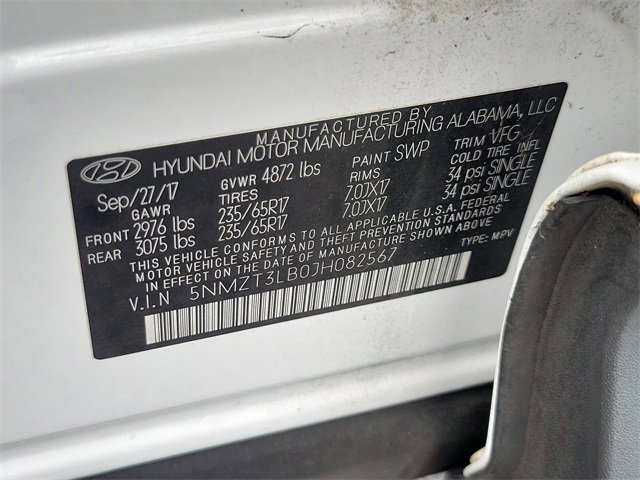 MANUFACTURED BY
HYUNDAI MOTOR MANUFACTURING ALABAMA, LLC
Sep/27/17 GVWR 4872 lbs PAINT SWP TRIM VFG
GAWR TIRES RIMS COLD TIRE INFL
FRONT 2976 lbs 235/65R17 7.0JX17 34 psi SINGLE
REAR 3075 lbs 235/65R17 7.0JX17 34 psi SINGLE
THIS VEHICLE CONFORMS TO ALL APPLICABLE U.S.A. FEDERAL
MOTOR VEHICLE SAFETY AND THEFT PREVENTION STANDARDS
IN EFFECT ON THE DATE OF MANUFACTURE SHOWN ABOVE.
V.I.N 5NMZT3LB0JH082567 TYPE: MPV